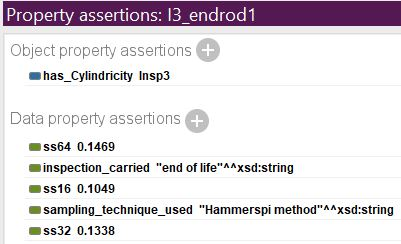 Property assertions: I3_endrod1
Object property assertions
has_Cylindricity Insp3
Data property assertions
ss64 0.1469
inspection_carried "end of life"^^xsd:string
ss16 0.1049
sampling_technique_used "Hammerspi method"^^xsd:string
ss32 0.1338